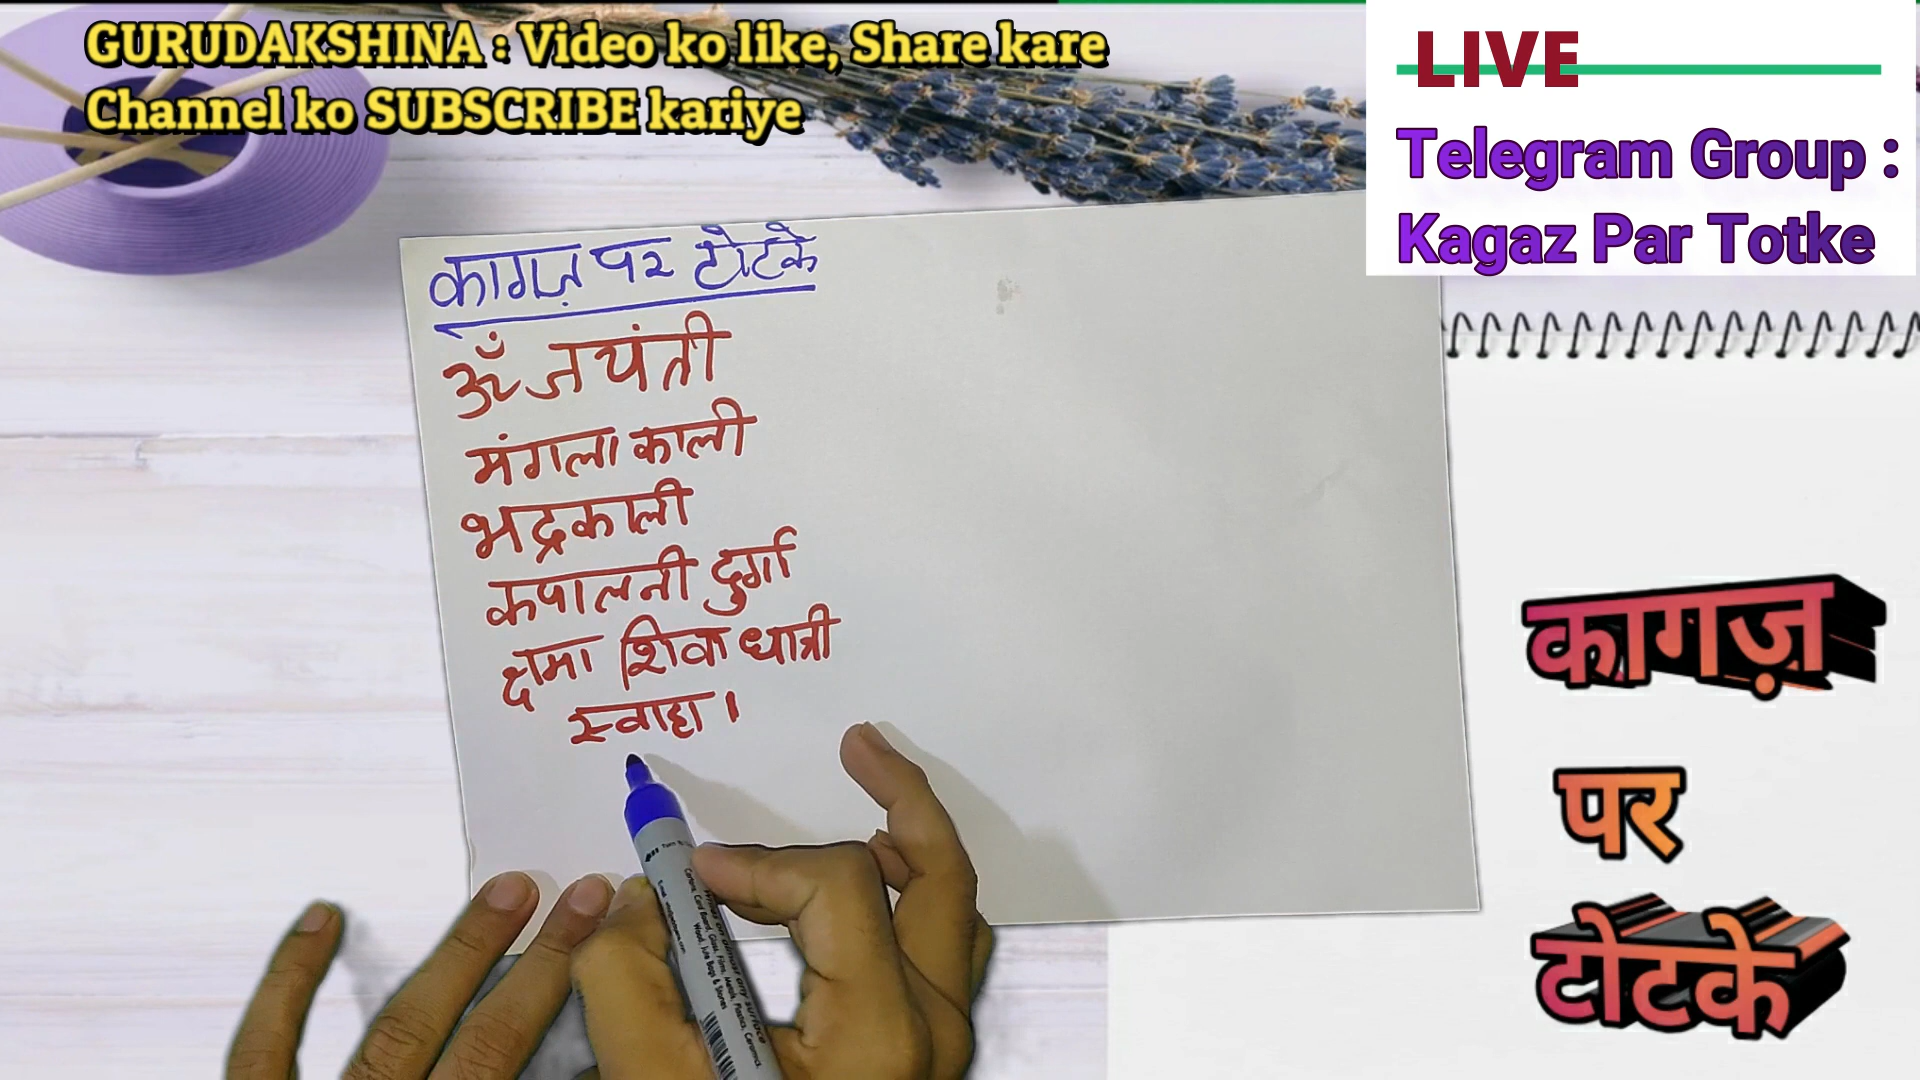 GURUDAKSHINA : Video ko like, Share kare
Channel ko SUBSCRIBE kariye
LIVE
Telegram Group :
Kagaz Par Totke
कागज़ पर टोटके
ॐ जयंती
मंगला काली
भद्रकाली
कपालनी दुर्गा
क्षमा शिवा धात्री
स्वाहा।
कागज़
पर
टोटके